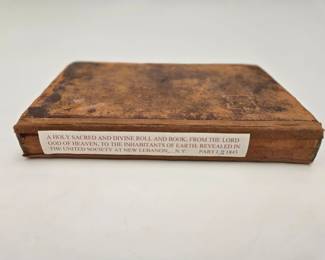 A HOLY SACRED AND DIVINE ROLL AND BOOK, FROM THE LORD
GOD OF HEAVEN, TO THE INHABITANTS OF EARTH; REVEALED IN
THE UNITED SOCIETY AT NEW LEBANON,... N.Y. PART I, II 1843